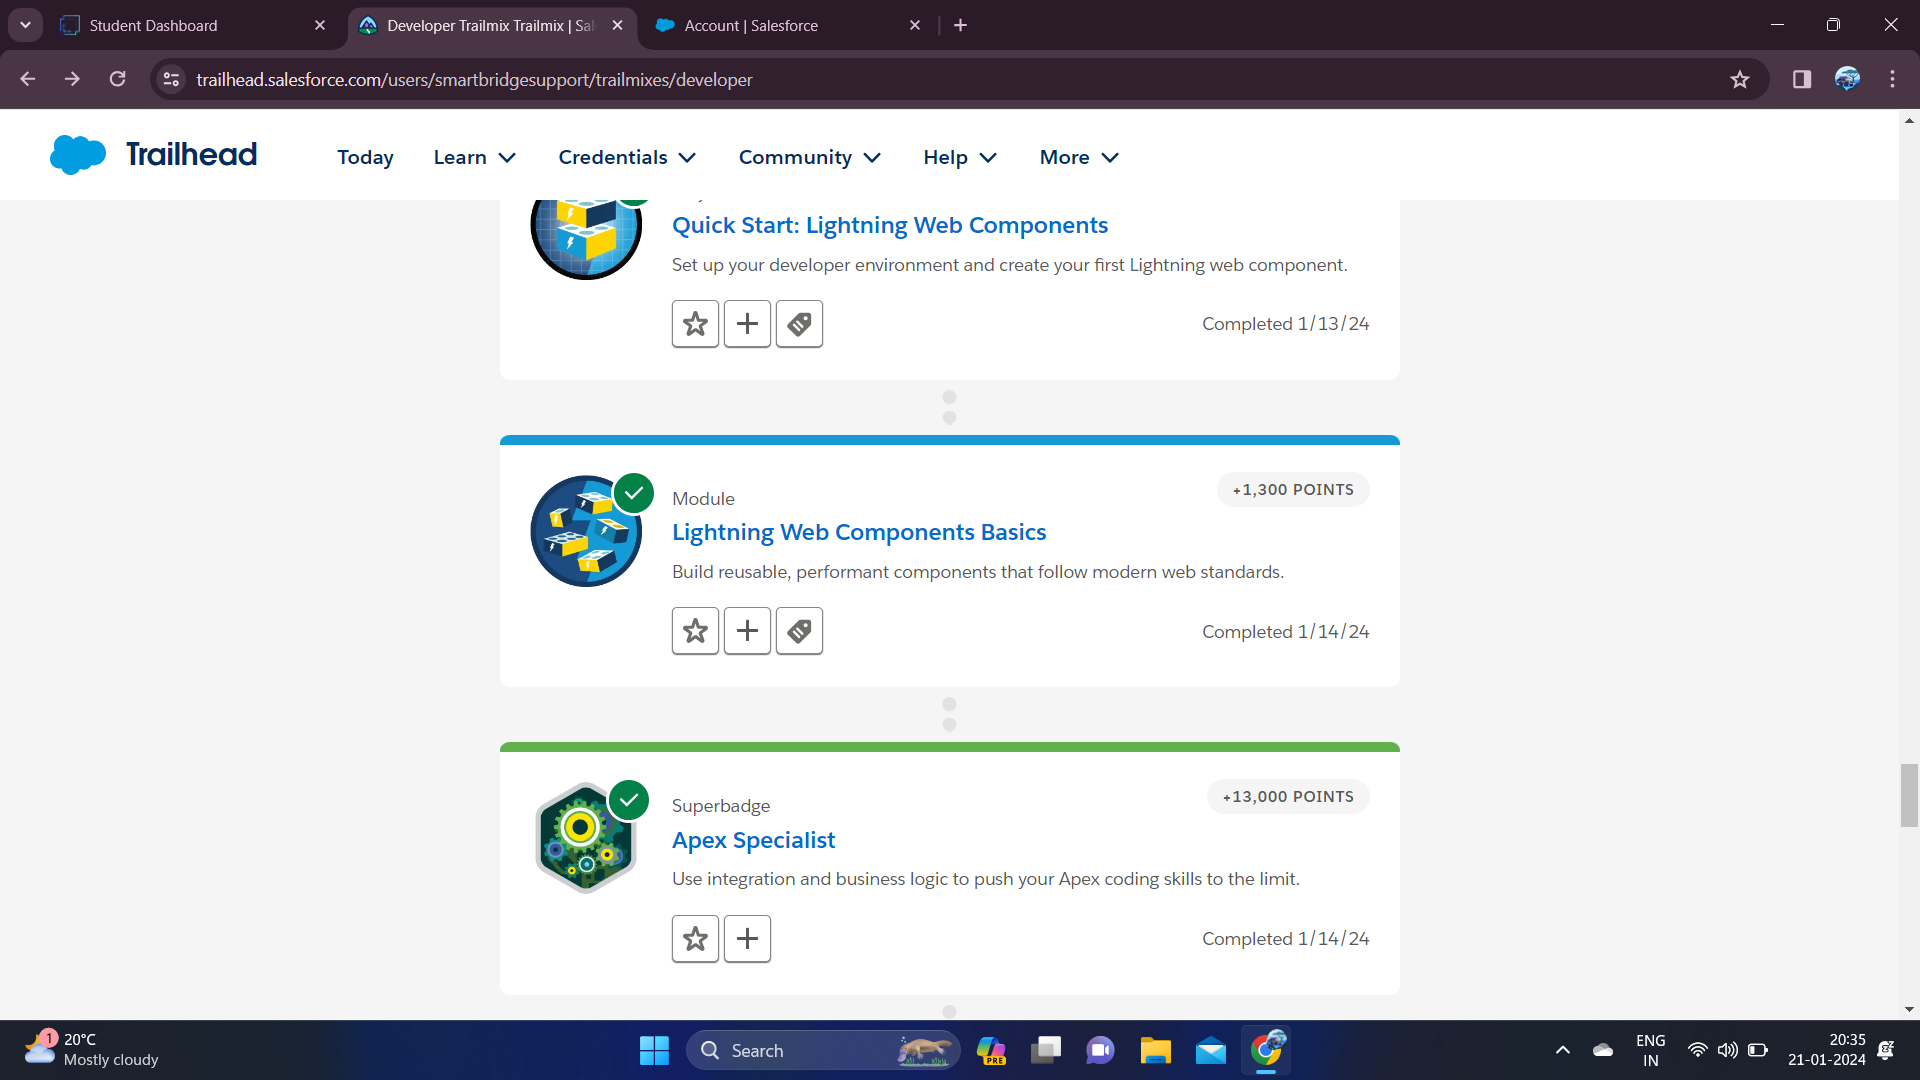 Student Dashboard
Developer Trailmix Trailmix | Sal
Account | Salesforce
trailhead.salesforce.com/users/smartbridgesupport/trailmixes/developer
Trailhead
Today
Learn
Credentials
Community
Help
More
Quick Start: Lightning Web Components
Set up your developer environment and create your first Lightning web component.
Completed 1/13/24
+1,300 POINTS
Module
Lightning Web Components Basics
Build reusable, performant components that follow modern web standards.
Completed 1/14/24
+13,000 POINTS
Superbadge
Apex Specialist
Use integration and business logic to push your Apex coding skills to the limit.
Completed 1/14/24
1
20°C
Mostly cloudy
Search
PRE
ENG
IN
20:35
21-01-2024